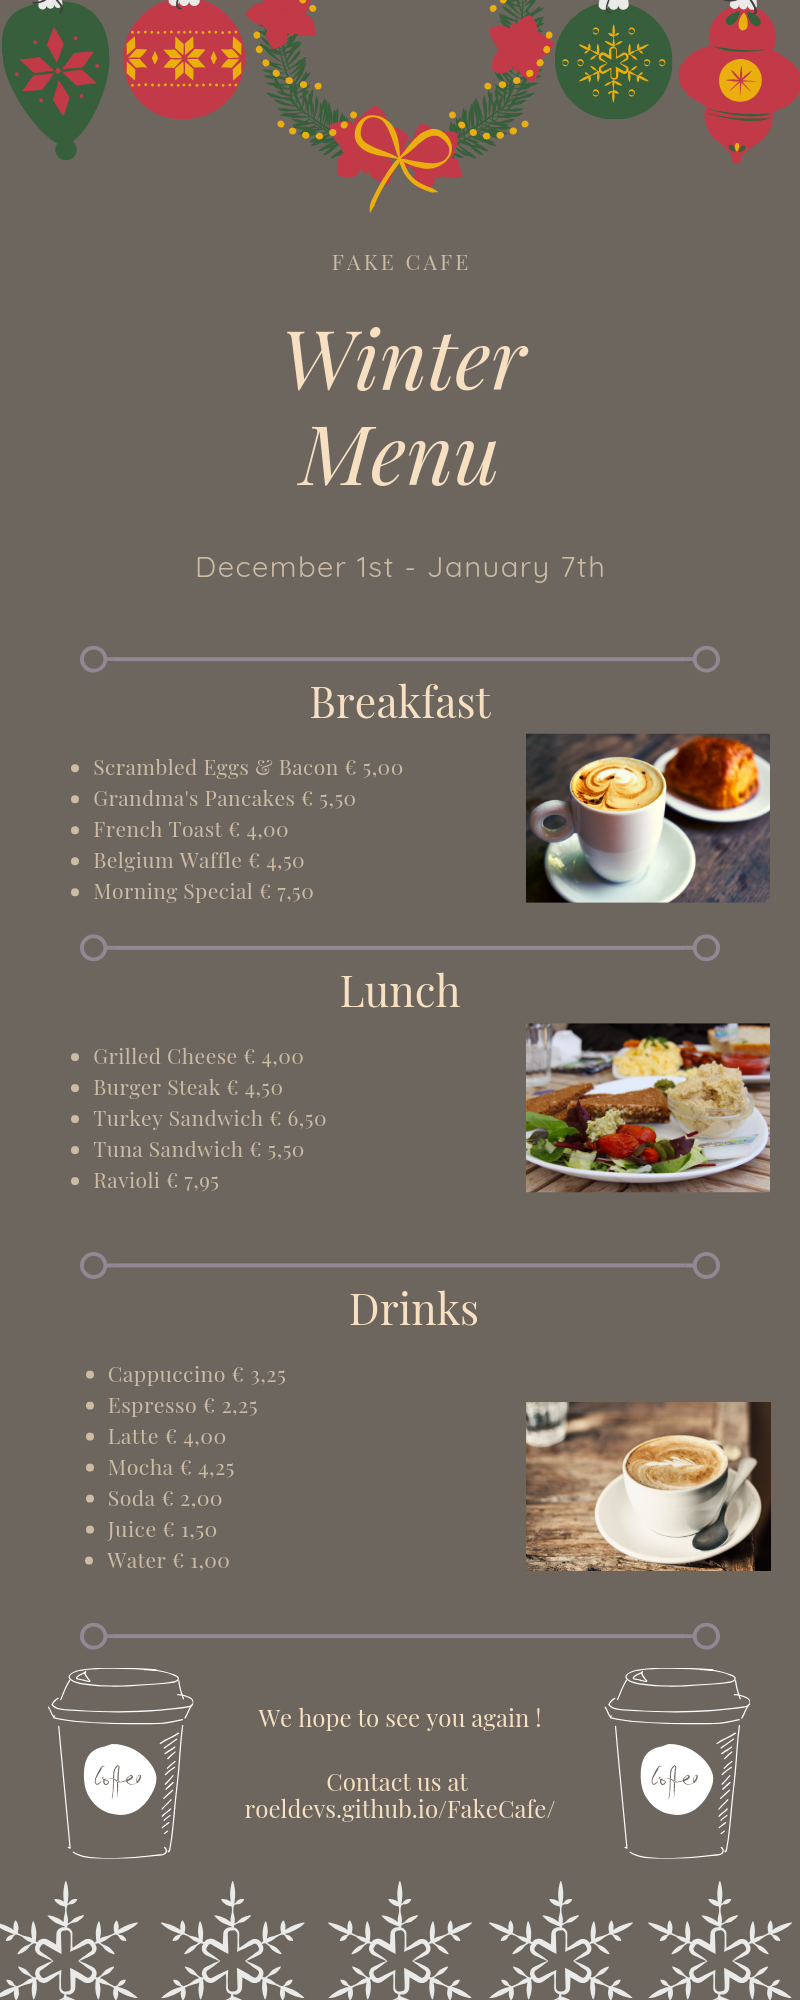 FAKE CAFE
Winter
Menu
December 1st - January 7th
Breakfast
Scrambled Eggs & Bacon € 5,00
Grandma's Pancakes € 5,50
French Toast € 4,00
Belgium Waffle € 4,50
Morning Special € 7,50
Lunch
Grilled Cheese € 4,00
Burger Steak € 4,50
Turkey Sandwich € 6,50
Tuna Sandwich € 5,50
Ravioli € 7,95
Drinks
Cappuccino € 3,25
Espresso € 2,25
Latte € 4,00
Mocha € 4,25
Soda € 2,00
Juice € 1,50
Water € 1,00
We hope to see you again !
Contact us at
roeldevs.github.io/FakeCafe/
Coffee
Coffee